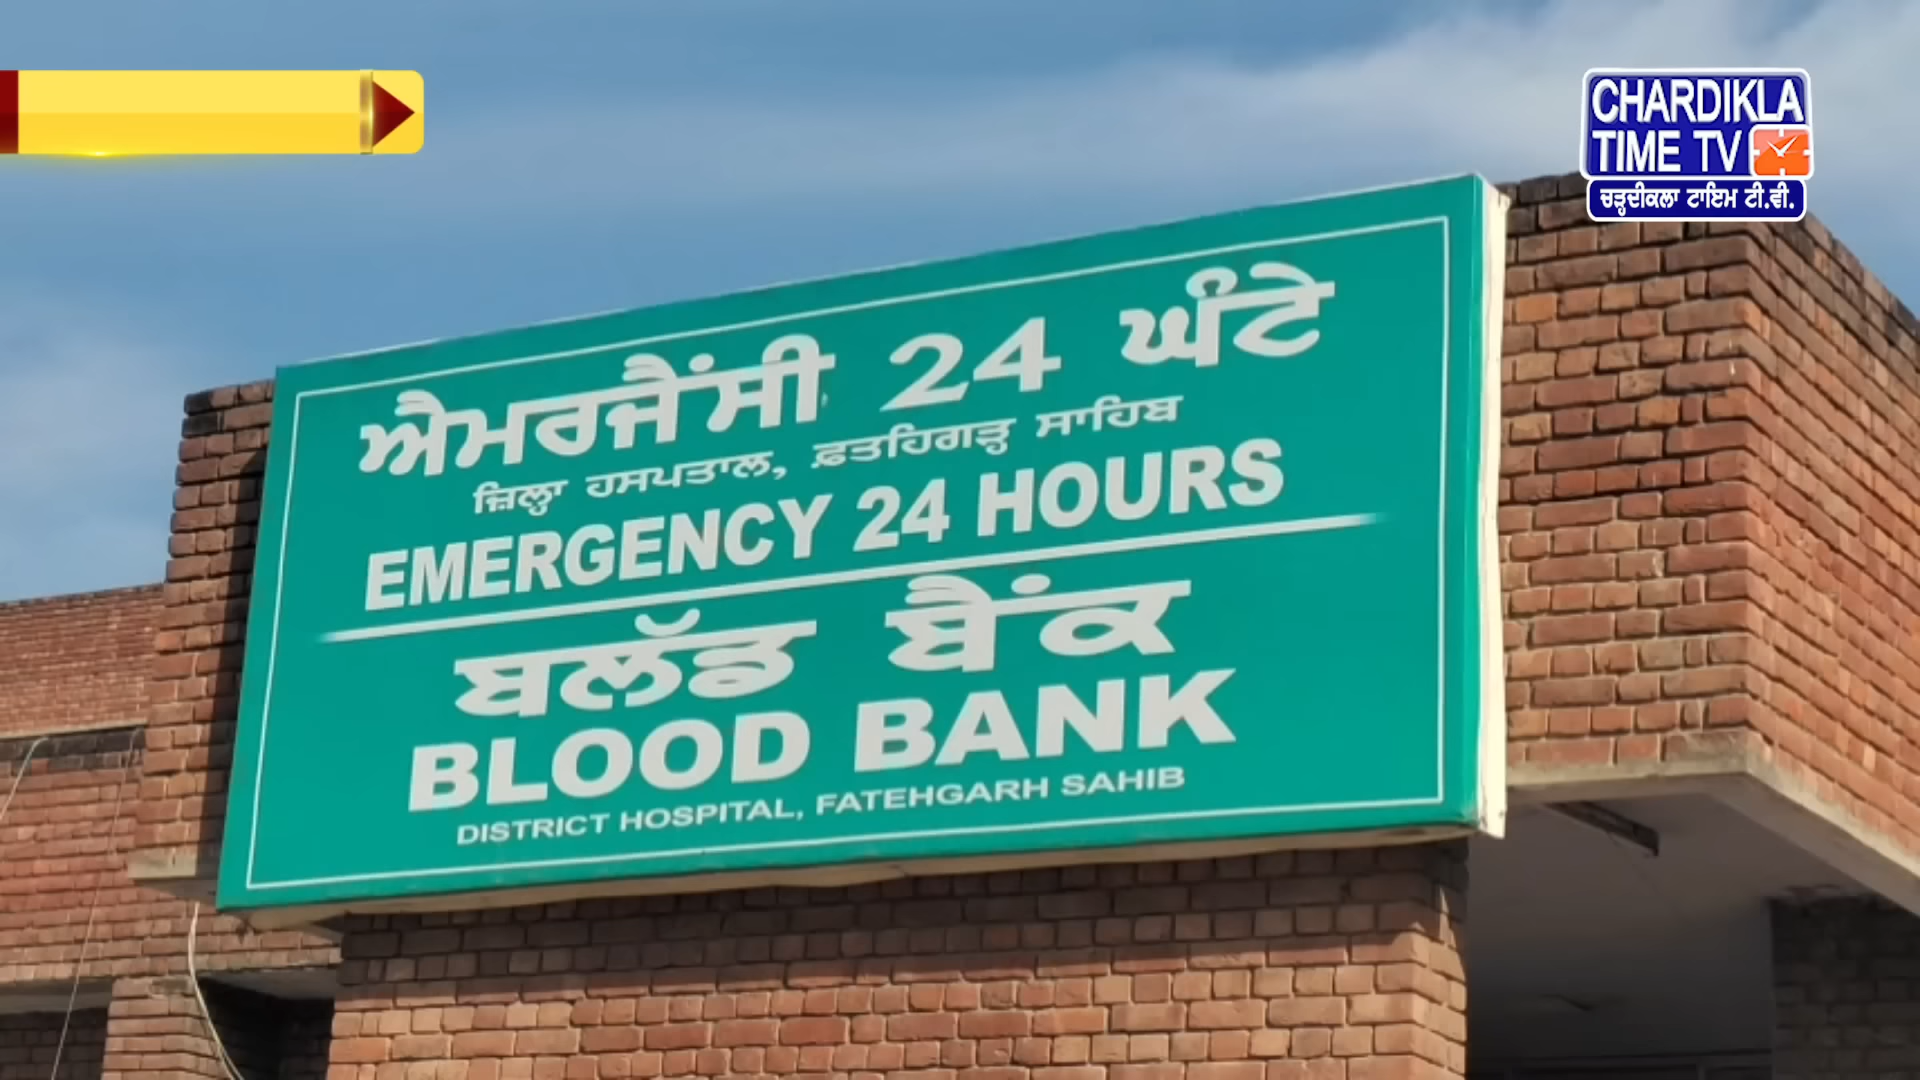 CHARDIKLA
TIME TV
ਚੜ੍ਹਦੀਕਲਾ ਟਾਇਮ ਟੀ.ਵੀ.
ਐਮਰਜੈਂਸੀ 24 ਘੰਟੇ
ਜ਼ਿਲ੍ਹਾ ਹਸਪਤਾਲ, ਫ਼ਤਹਿਗੜ੍ਹ ਸਾਹਿਬ
EMERGENCY 24 HOURS
ਬਲੱਡ ਬੈਂਕ
BLOOD BANK
DISTRICT HOSPITAL, FATEHGARH SAHIB